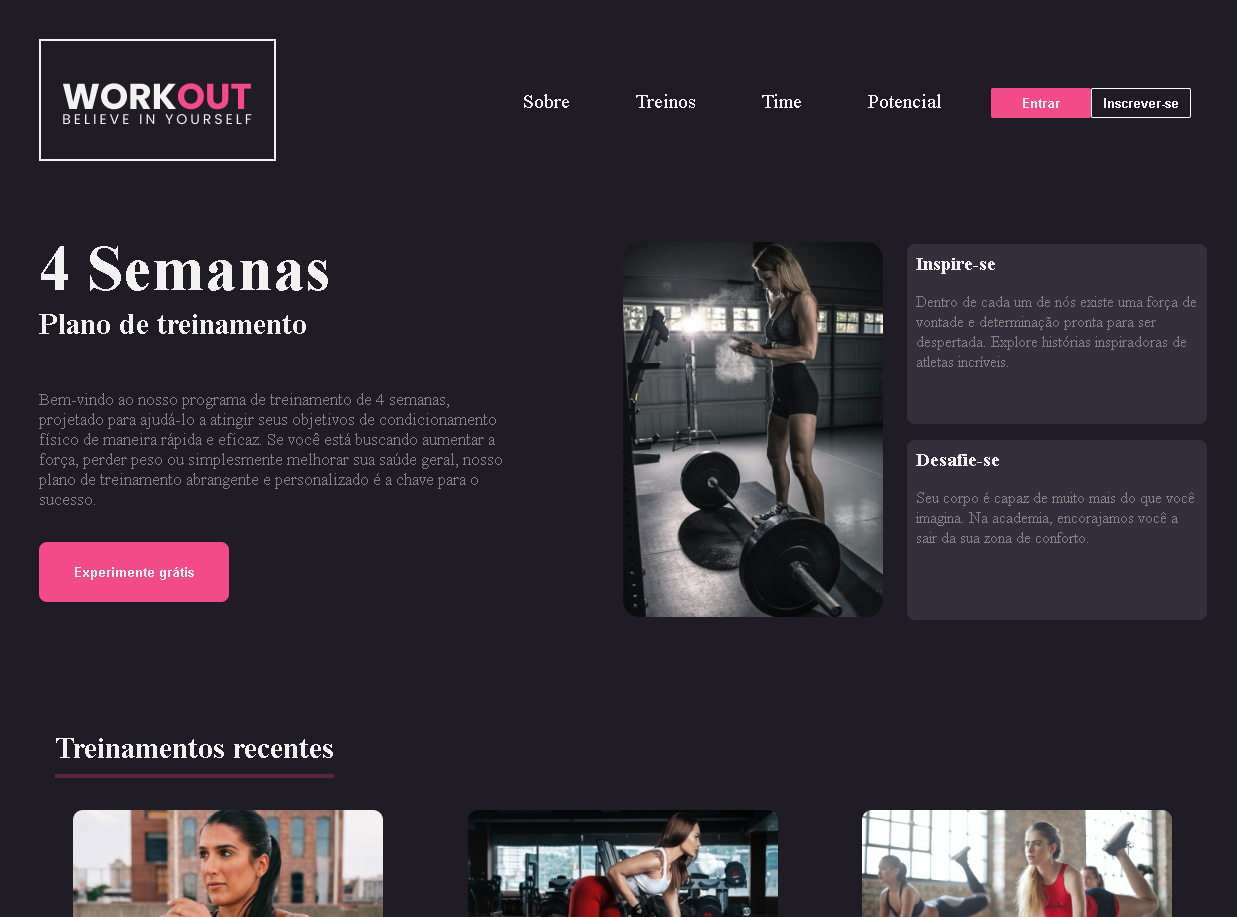 WORKOUT
BELIEVE IN YOURSELF
Sobre
Treinos
Time
Potencial
Entrar
Inscrever-se
4 Semanas
Plano de treinamento
Bem-vindo ao nosso programa de treinamento de 4 semanas,
projetado para ajudá-lo a atingir seus objetivos de condicionamento
físico de maneira rápida e eficaz. Se você está buscando aumentar a
força, perder peso ou simplesmente melhorar sua saúde geral, nosso
plano de treinamento abrangente e personalizado é a chave para o
sucesso.
Experimente grátis
Inspire-se
Dentro de cada um de nós existe uma força de
vontade e determinação pronta para ser
despertada. Explore histórias inspiradoras de
atletas incríveis.
Desafie-se
Seu corpo é capaz de muito mais do que você
imagina. Na academia, encorajamos você a
sair da sua zona de conforto.
Treinamentos recentes